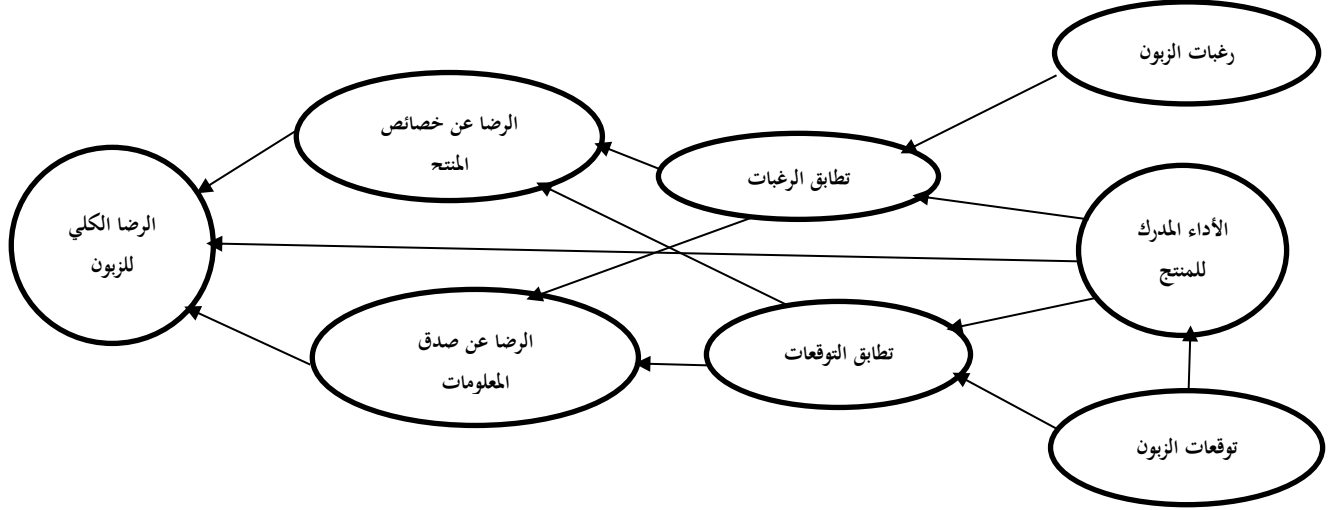 رغبات الزبون
الرضا عن خصائص
المنتج
تطابق الرغبات
الأداء المدرك
للمنتج
الرضا الكلي
للزبون
الرضا عن صدق
المعلومات
تطابق التوقعات
توقعات الزبون